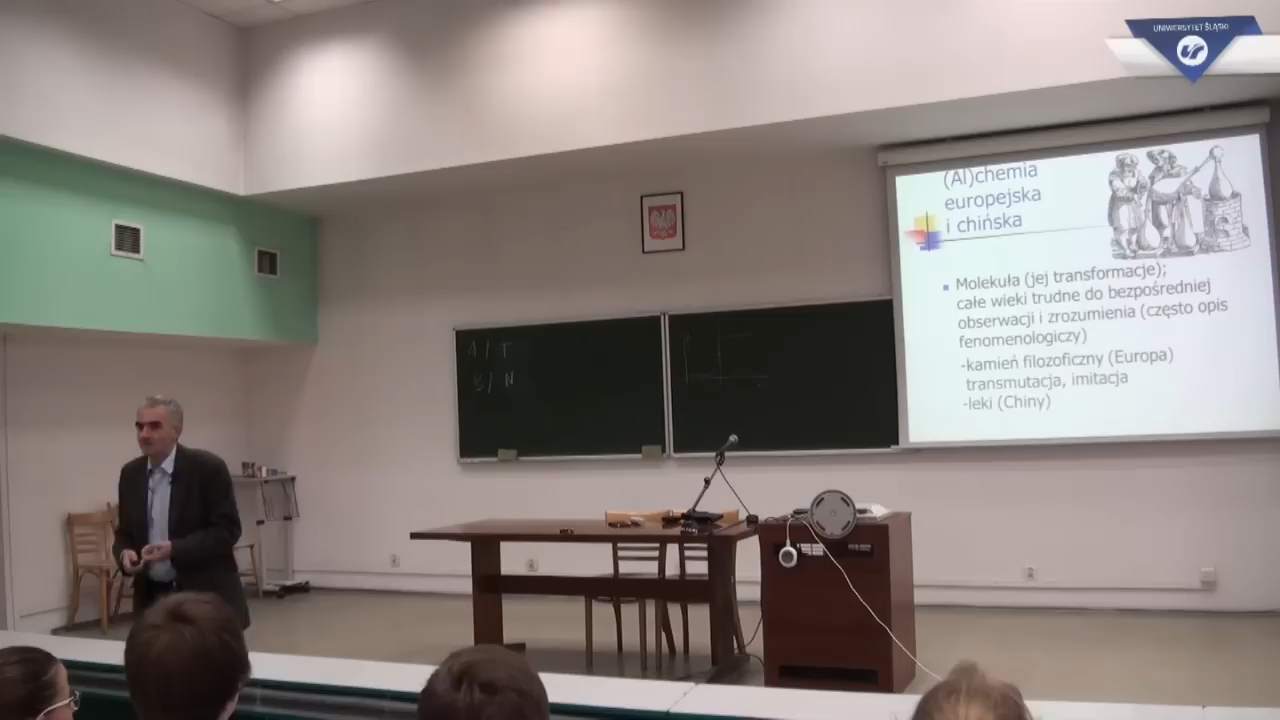 UNIWERSYTET ŚLĄSKI
(Al)chemia
europejska
i chińska
Molekuła (jej transformacje);
całe wieki trudne do bezpośredniej
obserwacji i zrozumienia (często opis
fenomenologiczy)
-kamień filozoficzny (Europa)
transmutacja, imitacja
-leki (Chiny)
A / T
B / N